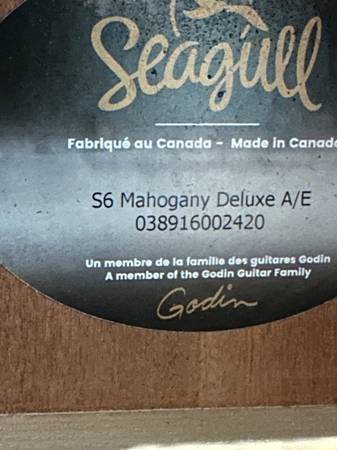 Seagull
Fabriqué au Canada - Made in Canada
S6 Mahogany Deluxe A/E
038916002420
Un membre de la famille des guitares Godin
A member of the Godin Guitar Family
Godin